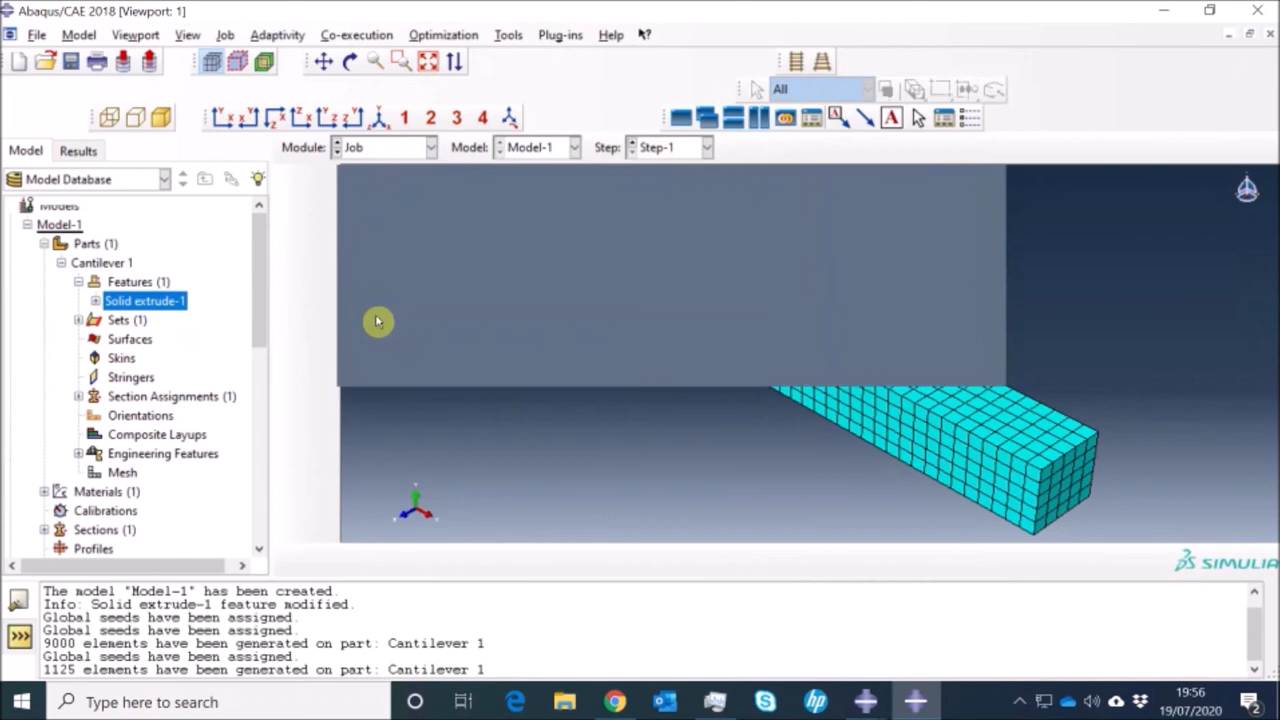 Abaqus/CAE 2018 [Viewport: 1]
File Model Viewport View Job Adaptivity Co-execution Optimization Tools Plug-ins Help
All
1 2 3 4
A
Model Results
Module: Job Model: Model-1 Step: Step-1
Model Database
Models
Model-1
Parts (1)
Cantilever 1
Features (1)
Solid extrude-1
Sets (1)
Surfaces
Skins
Stringers
Section Assignments (1)
Orientations
Composite Layups
Engineering Features
Mesh
Materials (1)
Calibrations
Sections (1)
Profiles
SIMULIA
The model "Model-1" has been created.
Info: Solid extrude-1 feature modified.
Global seeds have been assigned.
Global seeds have been assigned.
9000 elements have been generated on part: Cantilever 1
Global seeds have been assigned.
1125 elements have been generated on part: Cantilever 1
>>>
Type here to search
hp
19:56
19/07/2020
2